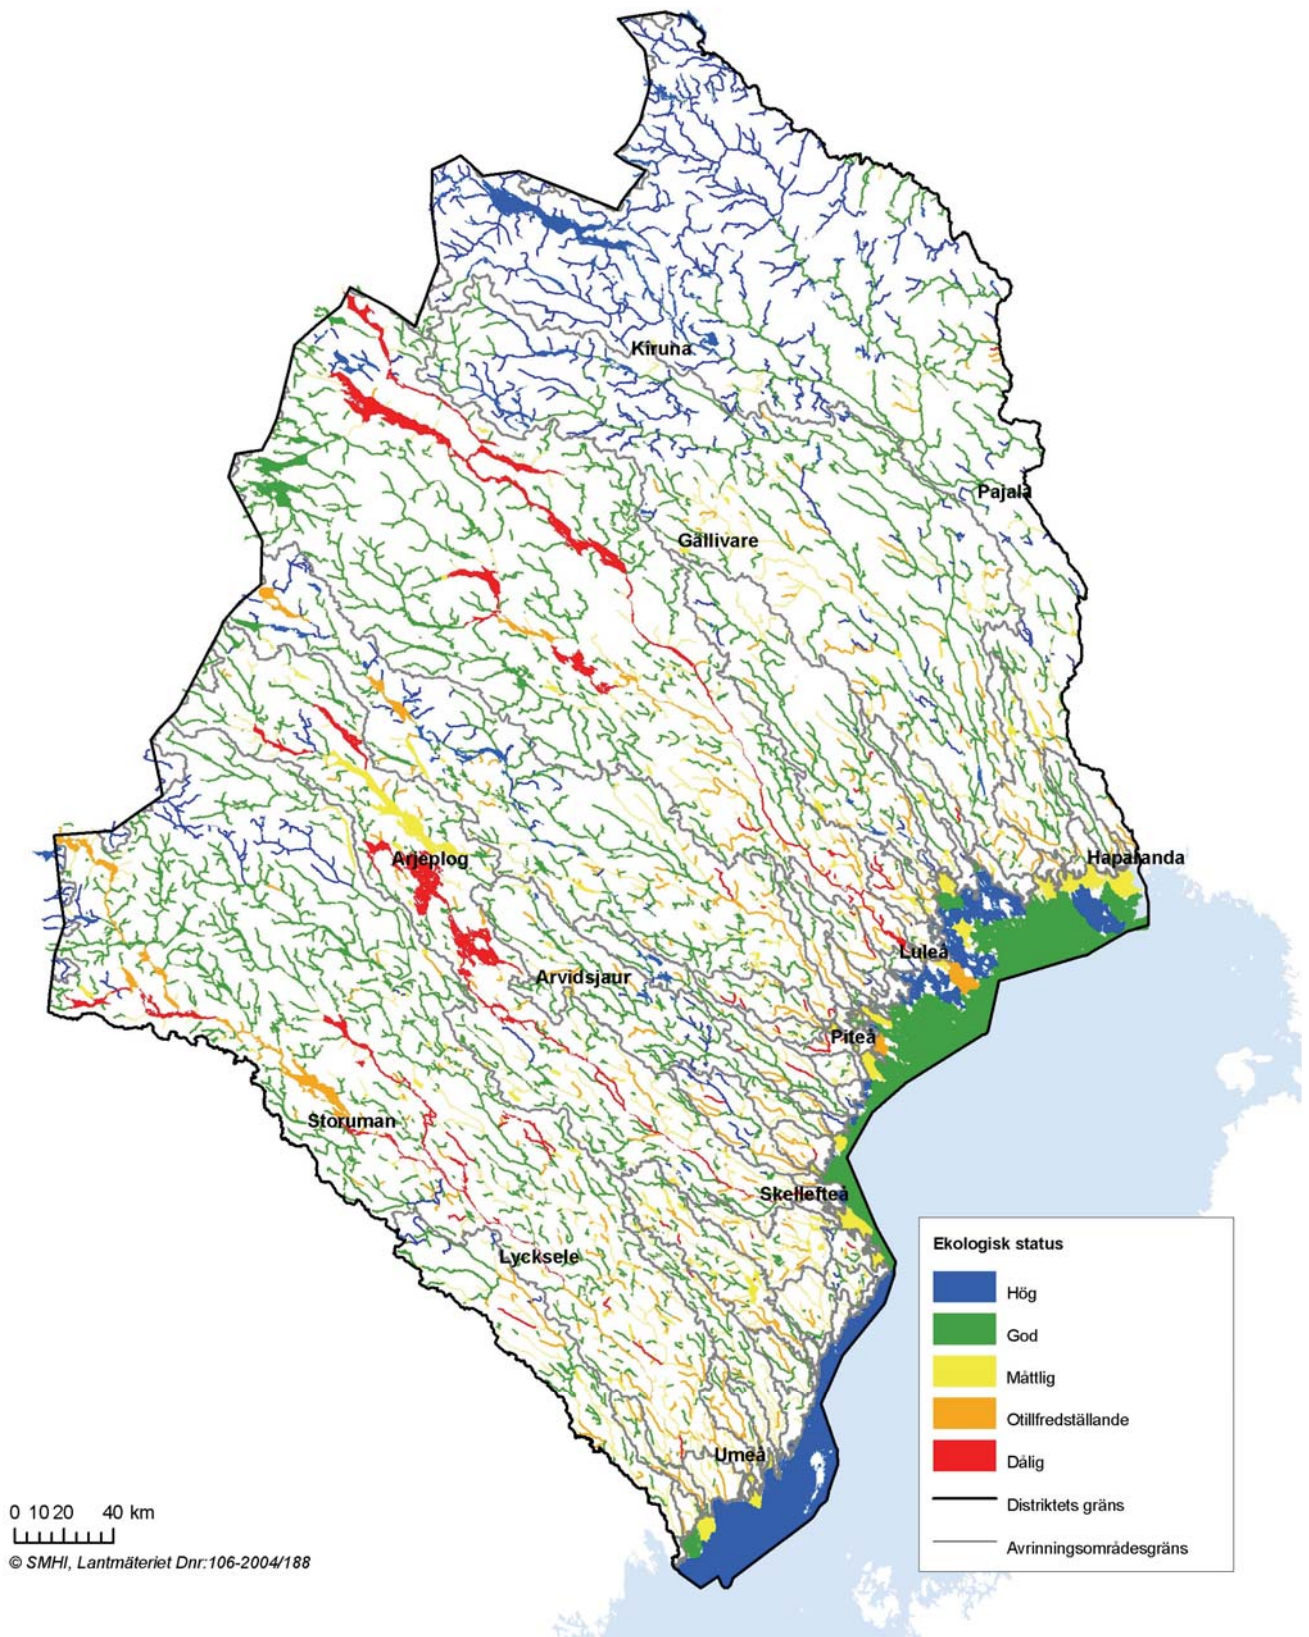 Kiruna
Pajala
Gällivare
Arjeplog
Haparanda
Luleå
Arvidsjaur
Piteå
Storuman
Skellefteå
Lycksele
Umeå
Ekologisk status
Hög
God
Måttlig
Otillfredställande
Dålig
Distriktets gräns
Avrinningsområdesgräns
0 10 20 40 km
© SMHI, Lantmäteriet Dnr:106-2004/188